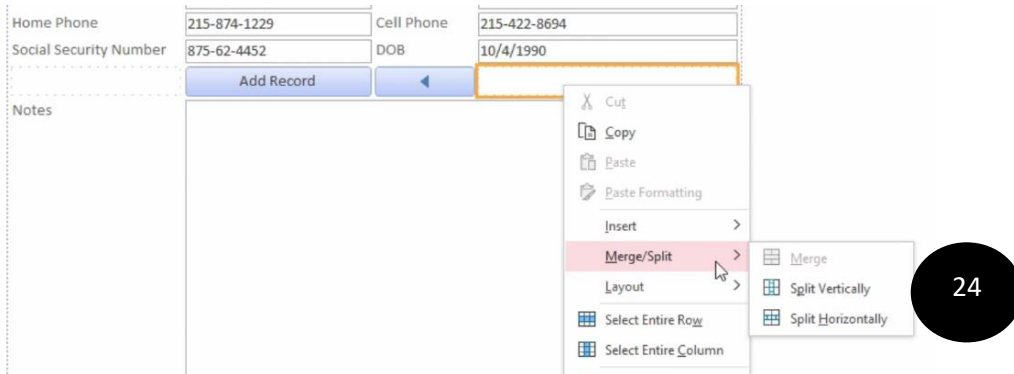 Home Phone 215-874-1229 Cell Phone 215-422-8694
Social Security Number 875-62-4452 DOB 10/4/1990
Add Record
Notes
Cut
Copy
Paste
Paste Formatting
Insert
Merge/Split
Layout
Select Entire Row
Select Entire Column
Merge
Split Vertically
Split Horizontally
24